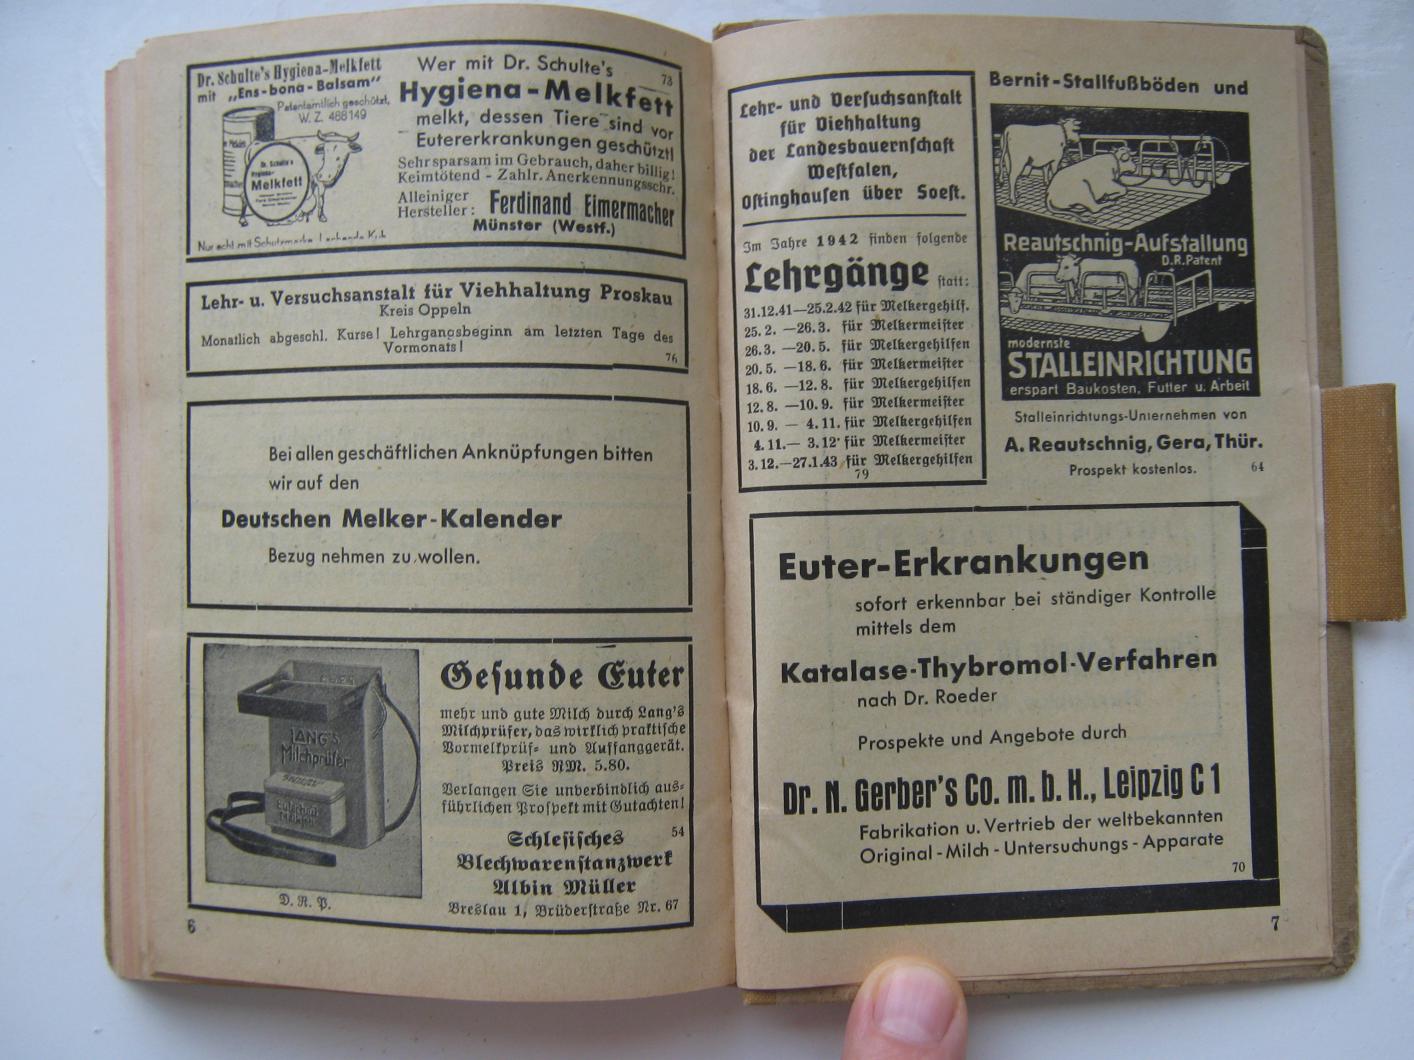 Dr. Schulte's Hygiena-Melkfett
mit „Ens-bona-Balsam"
Patentamtlich geschützt,
W. Z. 488149
Dr. Schulte's
Hygiena-
Melkfett
Wer mit Dr. Schulte's 73
Hygiena-Melkfett
melkt, dessen Tiere sind vor
Eutererkrankungen geschützt!
Sehr sparsam im Gebrauch, daher billig!
Keimtötend - Zahlr. Anerkennungsschr.
Alleiniger
Hersteller: Ferdinand Eimermacher
Münster (Westf.)
Nur echt mit Schutzmarke
Lehr- u. Versuchsanstalt für Viehhaltung Proskau
Kreis Oppeln
Monatlich abgeschl. Kurse! Lehrgangsbeginn am letzten Tage des
Vormonats!
76
Bei allen geschäftlichen Anknüpfungen bitten
wir auf den
Deutschen Melker-Kalender
Bezug nehmen zu wollen.
LANG'S
Milchprüfer
D. R. P.
Gesunde Euter
mehr und gute Milch durch Lang's
Milchprüfer, das wirklich praktische
Vormelkprüf- und Auffanggerät.
Preis RM. 5.80.
Verlangen Sie unverbindlich aus-
führlichen Prospekt mit Gutachten!
Schlesisches 54
Blechwarenstanzwerk
Albin Müller
Breslau 1, Brüderstraße Nr. 67
6
Lehr- und Versuchsanstalt
für Viehhaltung
der Landesbauernschaft
Westfalen,
Ostinghausen über Soest.
Im Jahre 1942 finden folgende
Lehrgänge statt:
31.12.41—25.2.42 für Melkergehilf.
25.2. —26.3. für Melkermeister
26.3. —20.5. für Melkergehilfen
20.5. —18.6. für Melkermeister
18.6. —12.8. für Melkergehilfen
12.8. —10.9. für Melkermeister
10.9. — 4.11. für Melkergehilfen
4.11.— 3.12. für Melkermeister
3.12.—27.1.43 für Melkergehilfen
79
Bernit-Stallfußböden und
Reautschnig-Aufstallung
D.R.Patent
modernste
STALLEINRICHTUNG
erspart Baukosten, Futter u. Arbeit
Stalleinrichtungs-Unternehmen von
A. Reautschnig, Gera, Thür.
Prospekt kostenlos. 64
Euter-Erkrankungen
sofort erkennbar bei ständiger Kontrolle
mittels dem
Katalase-Thybromol-Verfahren
nach Dr. Roeder
Prospekte und Angebote durch
Dr. N. Gerber's Co. m. b. H., Leipzig C 1
Fabrikation u. Vertrieb der weltbekannten
Original-Milch-Untersuchungs-Apparate
70
7